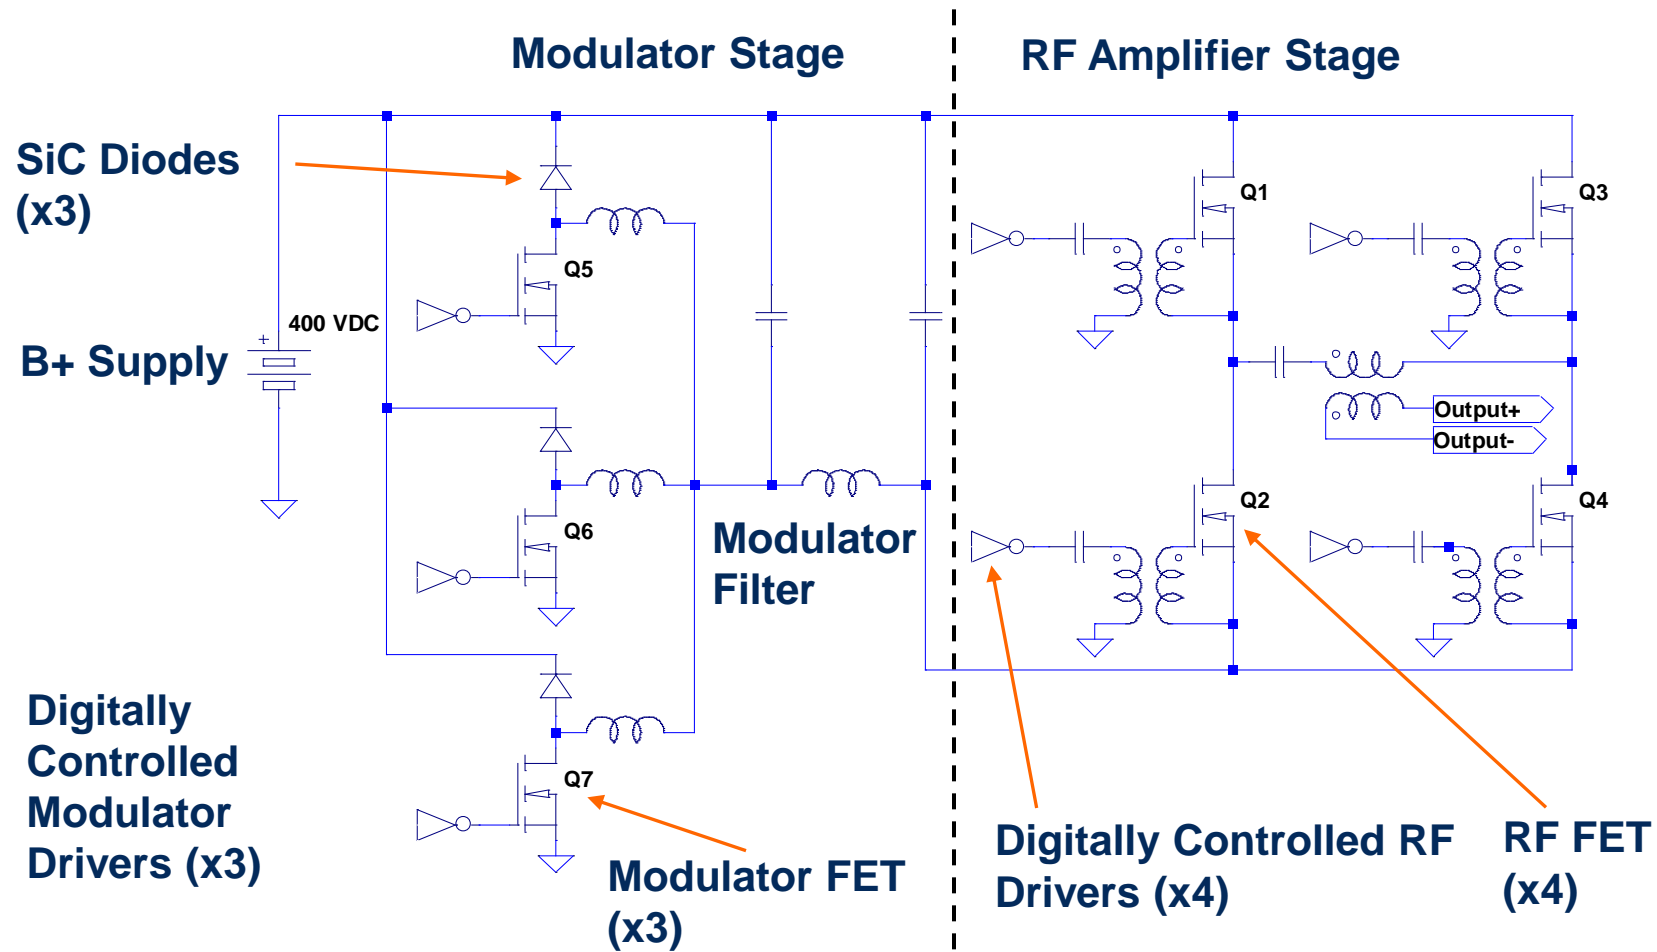 Modulator Stage
RF Amplifier Stage
SiC Diodes
(x3)
Q1
Q3
Q5
400 VDC
+
B+ Supply
Output+
Output-
Q6
Q2
Q4
Modulator
Filter
Digitally
Controlled
Modulator
Drivers (x3)
Q7
Modulator FET
(x3)
Digitally Controlled RF
Drivers (x4)
RF FET
(x4)